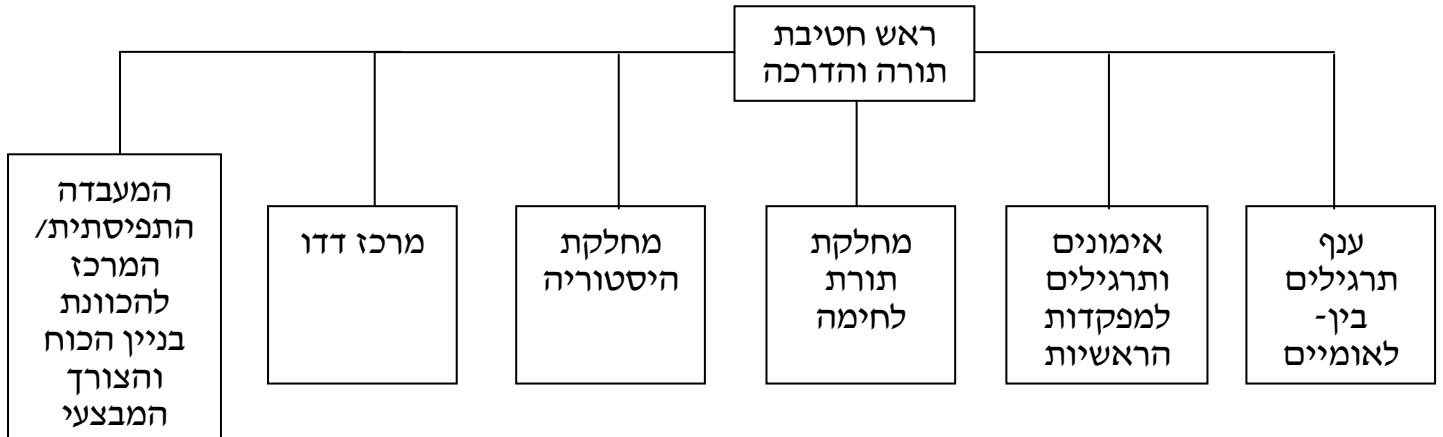 ראש חטיבת
תורה והדרכה
ענף
תרגילים
בין-
לאומיים
אימונים
ותרגילים
למפקדות
הראשיות
מחלקת
תורת
לחימה
מחלקת
היסטוריה
מרכז דדו
המעבדה
התפיסתית/
המרכז
להכוונת
בניין הכוח
והצורך
המבצעי